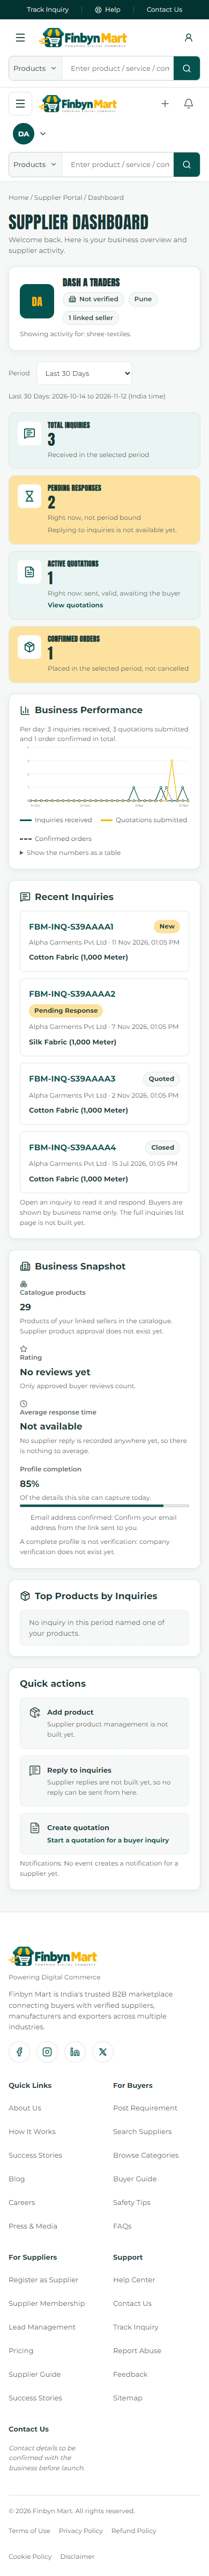 Track Inquiry
Help
Contact Us
FinbynMart
POWERING DIGITAL COMMERCE
Products
Enter product / service / con
FinbynMart
POWERING DIGITAL COMMERCE
DA
Products
Enter product / service / con
Home / Supplier Portal / Dashboard
SUPPLIER DASHBOARD
Welcome back. Here is your business overview and
supplier activity.
DA
DASH A TRADERS
Not verified
Pune
1 linked seller
Showing activity for: shree-textiles.
Period
Last 30 Days
Last 30 Days: 2026-10-14 to 2026-11-12 (India time)
TOTAL INQUIRIES
3
Received in the selected period
PENDING RESPONSES
2
Right now, not period bound
Replying to inquiries is not available yet.
ACTIVE QUOTATIONS
1
Right now: sent, valid, awaiting the buyer
View quotations
CONFIRMED ORDERS
1
Placed in the selected period, not cancelled
Business Performance
Per day: 3 inquiries received, 3 quotations submitted
and 1 order confirmed in total.
Inquiries received
Quotations submitted
Confirmed orders
Show the numbers as a table
Recent Inquiries
FBM-INQ-S39AAAA1
New
Alpha Garments Pvt Ltd · 11 Nov 2026, 01:05 PM
Cotton Fabric (1,000 Meter)
FBM-INQ-S39AAAA2
Pending Response
Alpha Garments Pvt Ltd · 7 Nov 2026, 01:05 PM
Silk Fabric (1,000 Meter)
FBM-INQ-S39AAAA3
Quoted
Alpha Garments Pvt Ltd · 2 Nov 2026, 01:05 PM
Cotton Fabric (1,000 Meter)
FBM-INQ-S39AAAA4
Closed
Alpha Garments Pvt Ltd · 15 Jul 2026, 01:05 PM
Cotton Fabric (1,000 Meter)
Open an inquiry to read it and respond. Buyers are
shown by business name only. The full inquiries list
page is not built yet.
Business Snapshot
Catalogue products
29
Products of your linked sellers in the catalogue.
Supplier product approval does not exist yet.
Rating
No reviews yet
Only approved buyer reviews count.
Average response time
Not available
No supplier reply is recorded anywhere yet, so there
is nothing to average.
Profile completion
85%
Of the details this site can capture today.
Email address confirmed: Confirm your email
address from the link sent to you.
A complete profile is not verification: company
verification does not exist yet.
Top Products by Inquiries
No inquiry in this period named one of
your products.
Quick actions
Add product
Supplier product management is not
built yet.
Reply to inquiries
Supplier replies are not built yet, so no
reply can be sent from here.
Create quotation
Start a quotation for a buyer inquiry
Notifications: No event creates a notification for a
supplier yet.
FinbynMart
POWERING DIGITAL COMMERCE
Powering Digital Commerce
Finbyn Mart is India's trusted B2B marketplace
connecting buyers with verified suppliers,
manufacturers and exporters across multiple
industries.
Quick Links
For Buyers
About Us
Post Requirement
How It Works
Search Suppliers
Success Stories
Browse Categories
Blog
Buyer Guide
Careers
Safety Tips
Press & Media
FAQs
For Suppliers
Support
Register as Supplier
Help Center
Supplier Membership
Contact Us
Lead Management
Track Inquiry
Pricing
Report Abuse
Supplier Guide
Feedback
Success Stories
Sitemap
Contact Us
Contact details to be
confirmed with the
business before launch.
© 2026 Finbyn Mart. All rights reserved.
Terms of Use
Privacy Policy
Refund Policy
Cookie Policy
Disclaimer